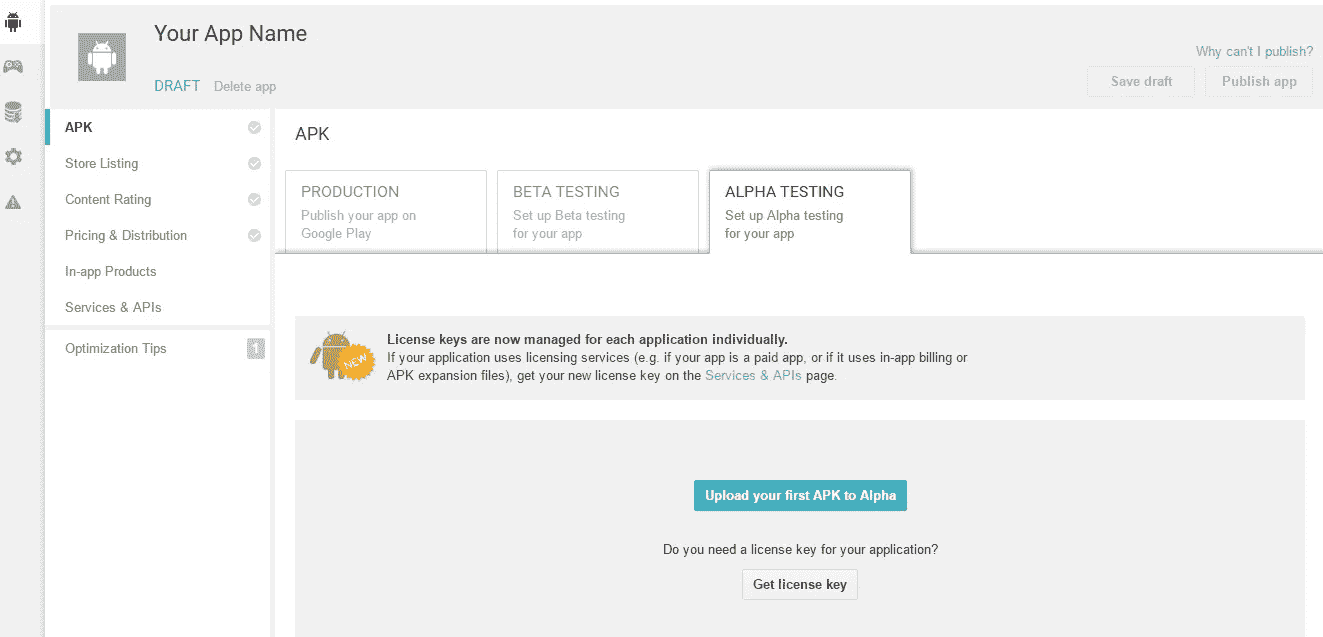 Your App Name
Why can't I publish?
DRAFT Delete app
Save draft Publish app
APK
Store Listing
Content Rating
Pricing & Distribution
In-app Products
Services & APIs
Optimization Tips 1
APK
PRODUCTION
Publish your app on
Google Play
BETA TESTING
Set up Beta testing
for your app
ALPHA TESTING
Set up Alpha testing
for your app
NEW
License keys are now managed for each application individually.
If your application uses licensing services (e.g. if your app is a paid app, or if it uses in-app billing or
APK expansion files), get your new license key on the Services & APIs page.
Upload your first APK to Alpha
Do you need a license key for your application?
Get license key